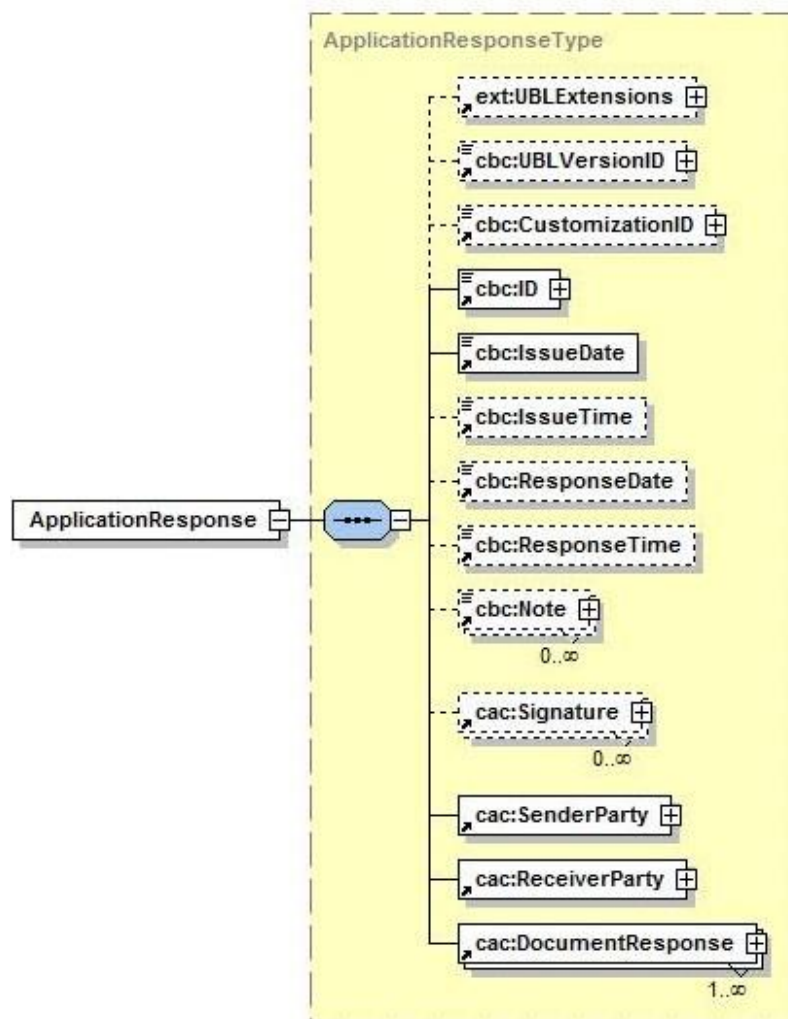 ApplicationResponseType
ext:UBLExtensions
cbc:UBLVersionID
cbc:CustomizationID
cbc:ID
cbc:IssueDate
cbc:IssueTime
cbc:ResponseDate
ApplicationResponse
cbc:ResponseTime
cbc:Note
0..∞
cac:Signature
0..∞
cac:SenderParty
cac:ReceiverParty
cac:DocumentResponse
1..∞